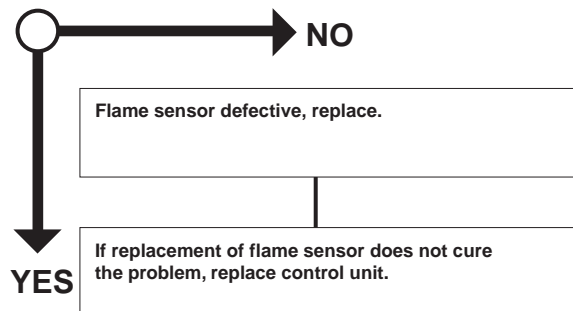 NO
Flame sensor defective, replace.
If replacement of flame sensor does not cure
the problem, replace control unit.
YES